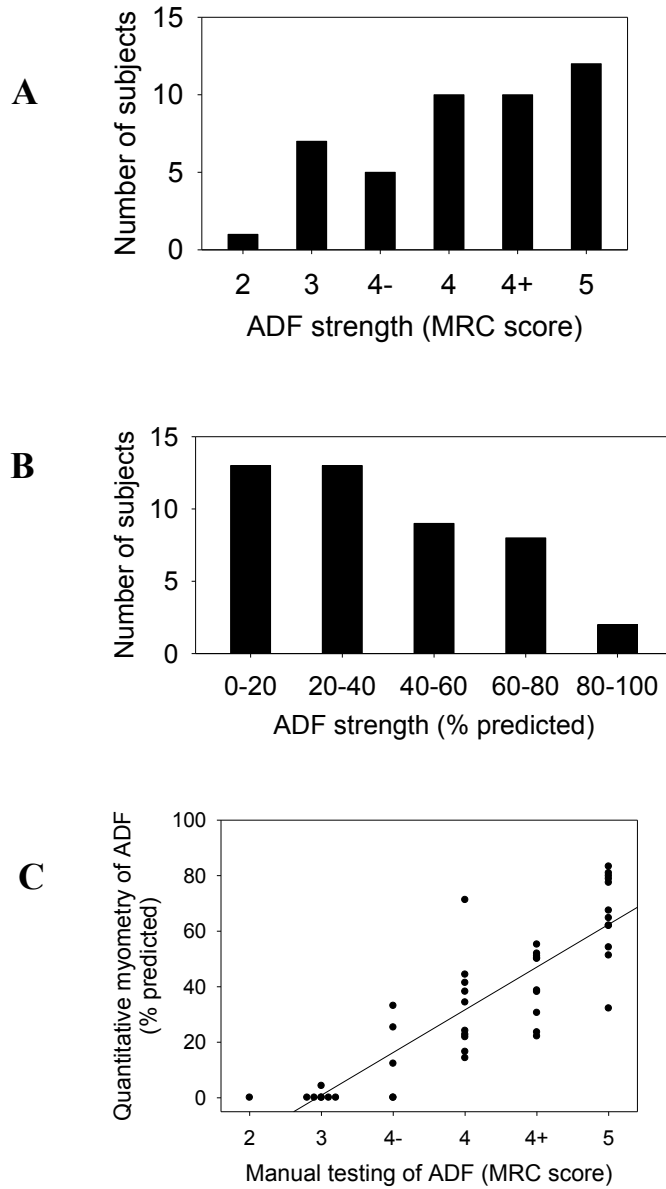 A
Number of subjects
15
10
5
0
2 3 4- 4 4+ 5
ADF strength (MRC score)
B
Number of subjects
15
10
5
0
0-20 20-40 40-60 60-80 80-100
ADF strength (% predicted)
C
Quantitative myometry of ADF
(% predicted)
100
80
60
40
20
0
2 3 4- 4 4+ 5
Manual testing of ADF (MRC score)